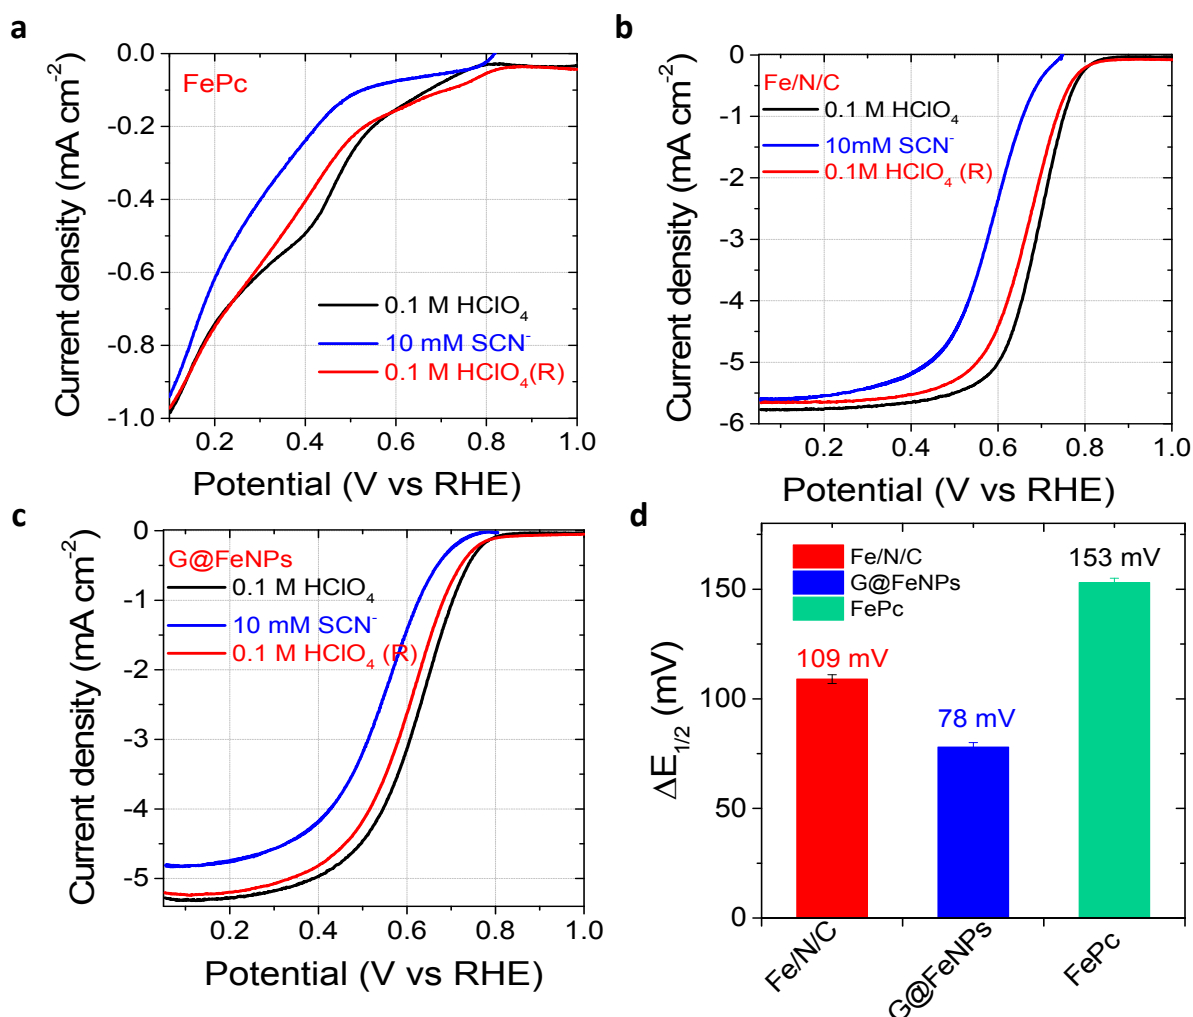 a
FePc
0.1 M HClO₄
10 mM SCN⁻
0.1 M HClO₄(R)
0.0
-0.2
-0.4
-0.6
-0.8
-1.0
0.2 0.4 0.6 0.8 1.0
Current density (mA cm⁻²)
Potential (V vs RHE)
b
Fe/N/C
0.1 M HClO₄
10mM SCN⁻
0.1M HClO₄ (R)
0
-1
-2
-3
-4
-5
-6
0.2 0.4 0.6 0.8 1.0
Current density (mA cm⁻²)
Potential (V vs RHE)
c
G@FeNPs
0.1 M HClO₄
10 mM SCN⁻
0.1 M HClO₄ (R)
0
-1
-2
-3
-4
-5
0.2 0.4 0.6 0.8 1.0
Current density (mA cm⁻²)
Potential (V vs RHE)
d
Fe/N/C
G@FeNPs
FePc
153 mV
109 mV
78 mV
150
100
50
0
ΔE₁/₂ (mV)
Fe/N/C
G@FeNPs
FePc